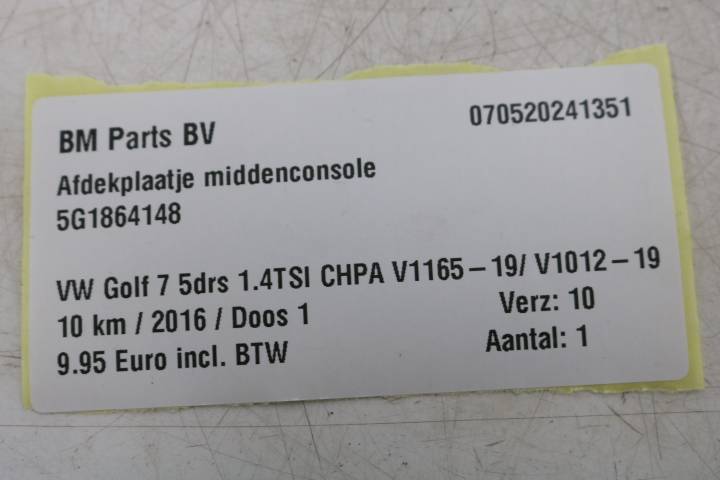 BM Parts BV
070520241351
Afdekplaatje middenconsole
5G1864148
VW Golf 7 5drs 1.4TSI CHPA V1165-19/ V1012-19
10 km / 2016 / Doos 1
Verz: 10
9.95 Euro incl. BTW
Aantal: 1